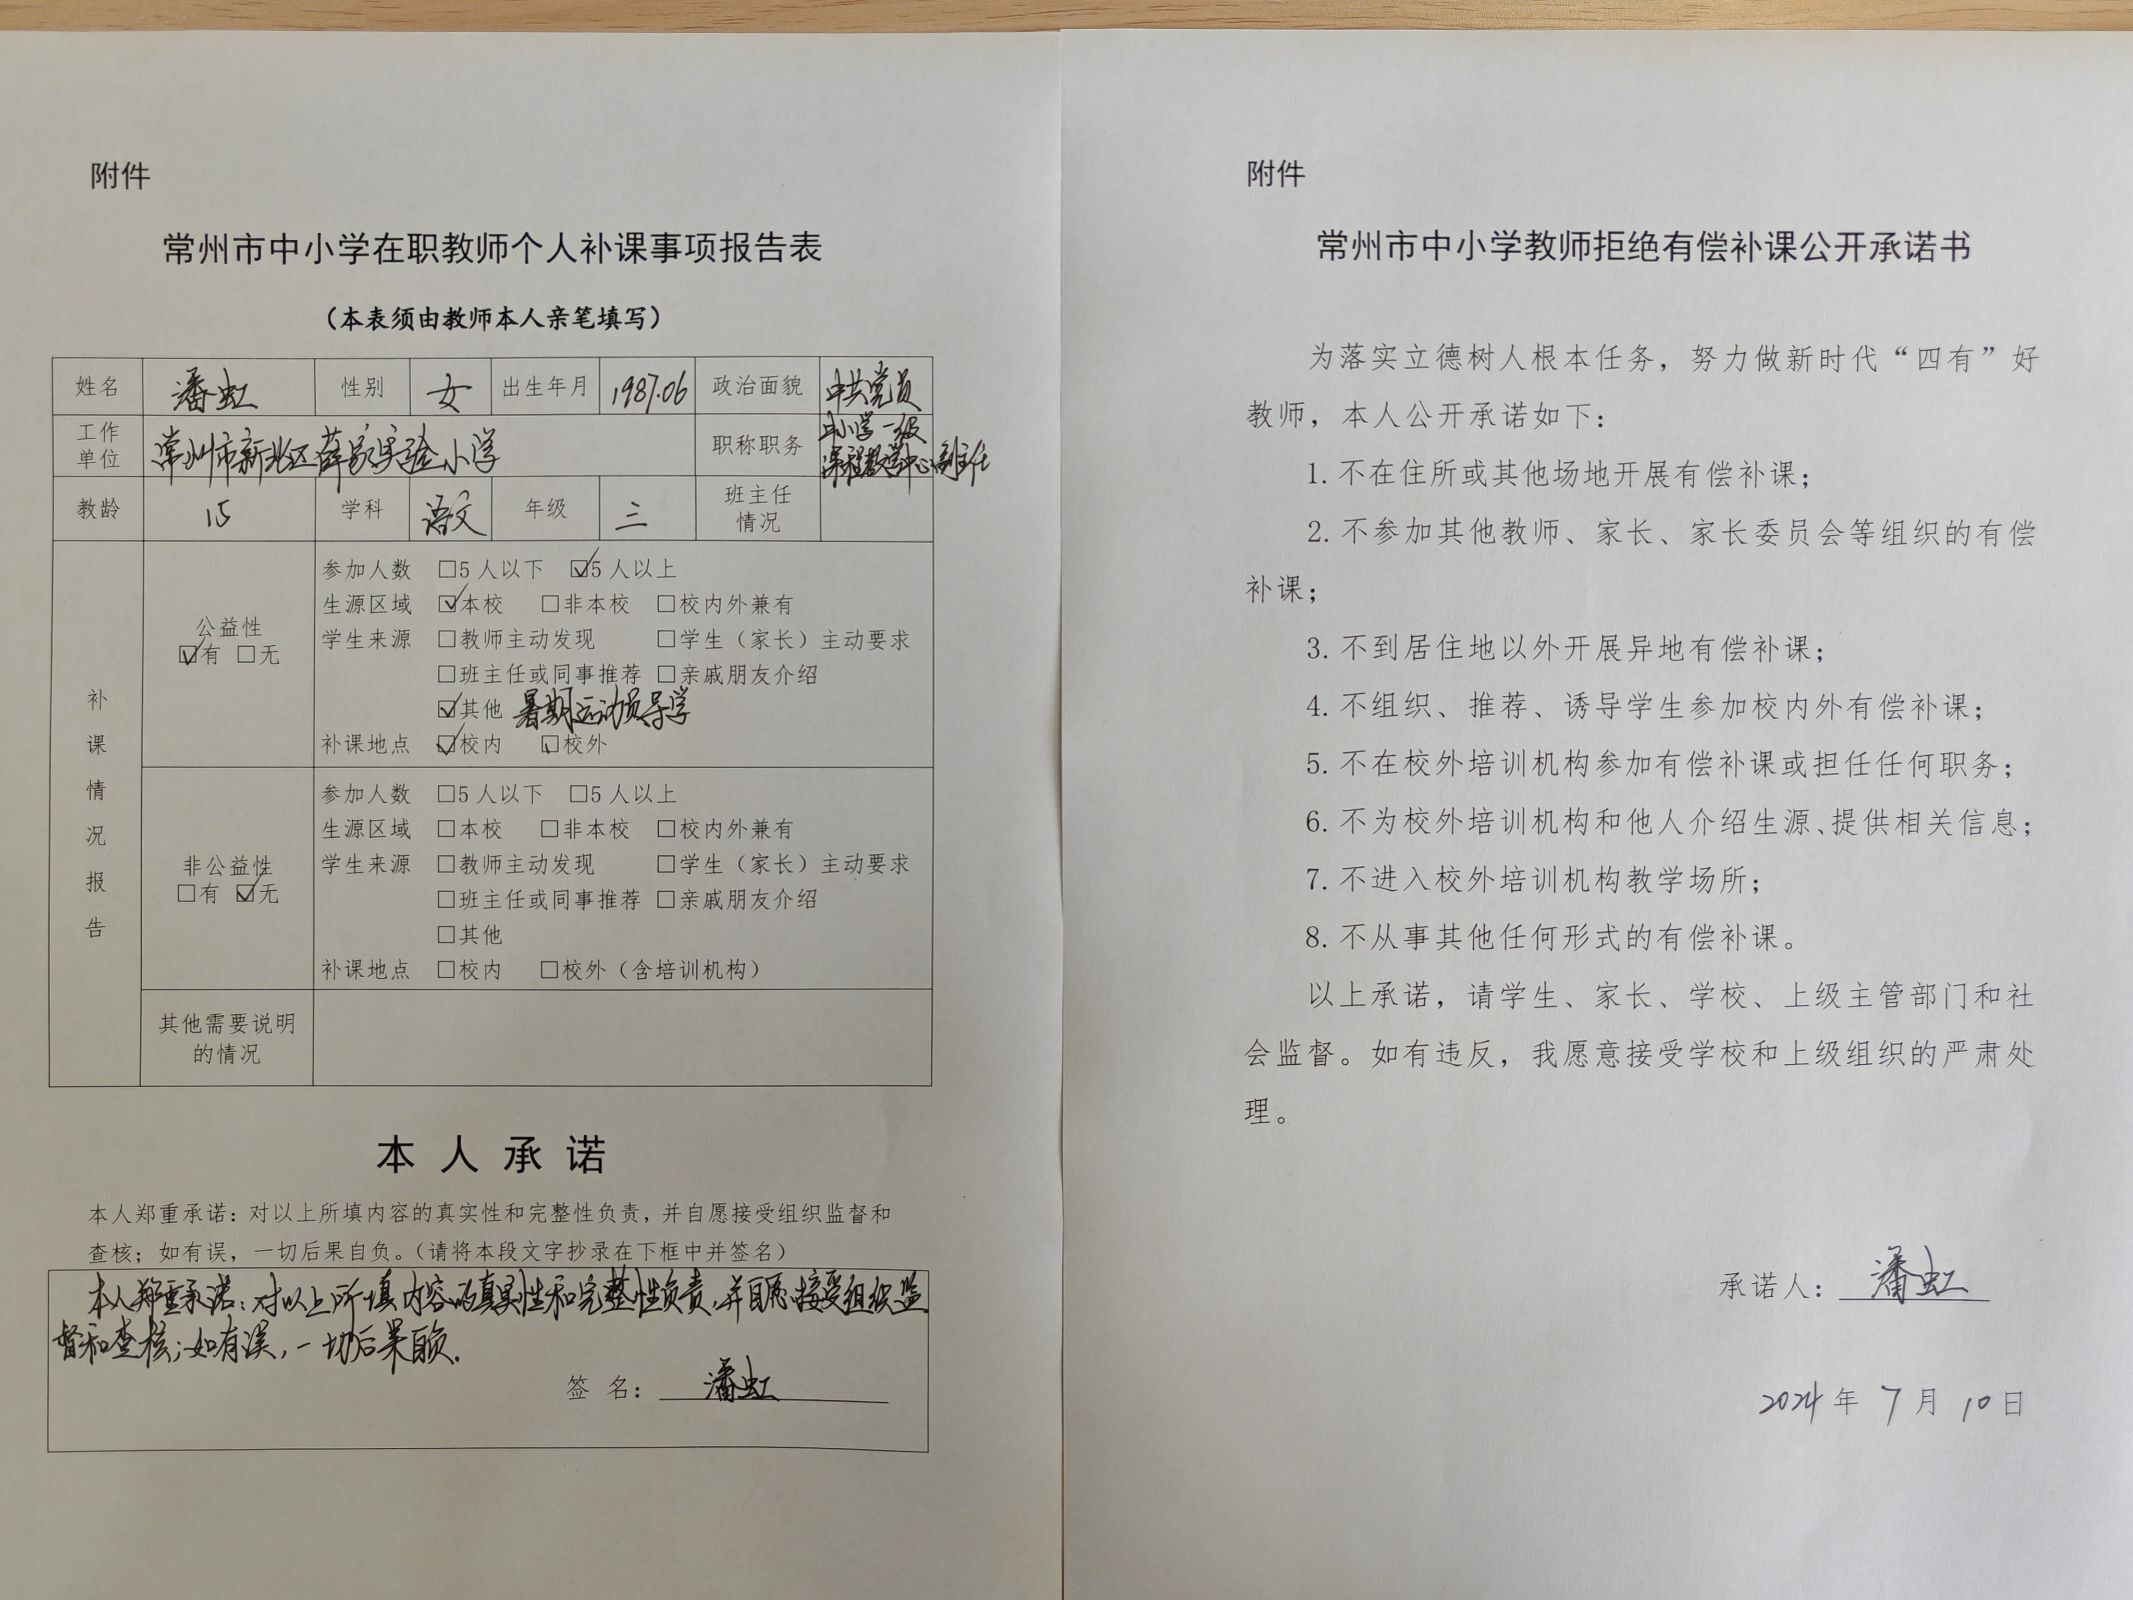 附件
常州市中小学在职教师个人补课事项报告表
（本表须由教师本人亲笔填写）
姓名 潘虹 性别 女 出生年月 1987.06 政治面貌 中共党员
工作单位 常州市新北区薛家实验小学 职称职务 中小学一级 课程教学中心副主任
教龄 15 学科 语文 年级 三 班主任情况
补课情况报告
公益性
☑有 □无
参加人数 □5人以下 ☑5人以上
生源区域 ☑本校 □非本校 □校内外兼有
学生来源 □教师主动发现 □学生（家长）主动要求
□班主任或同事推荐 □亲戚朋友介绍
☑其他 暑期运动员导学
补课地点 ☑校内 □校外
非公益性
□有 ☑无
参加人数 □5人以下 □5人以上
生源区域 □本校 □非本校 □校内外兼有
学生来源 □教师主动发现 □学生（家长）主动要求
□班主任或同事推荐 □亲戚朋友介绍
□其他
补课地点 □校内 □校外（含培训机构）
其他需要说明
的情况
本人承诺
本人郑重承诺：对以上所填内容的真实性和完整性负责，并自愿接受组织监督和
查核；如有误，一切后果自负。（请将本段文字抄录在下框中并签名）
本人郑重承诺：对以上所填内容的真实性和完整性负责，并自愿接受组织监
督和查核；如有误，一切后果自负.
签 名： 潘虹
附件
常州市中小学教师拒绝有偿补课公开承诺书
为落实立德树人根本任务，努力做新时代“四有”好
教师，本人公开承诺如下：
1.不在住所或其他场地开展有偿补课；
2.不参加其他教师、家长、家长委员会等组织的有偿
补课；
3.不到居住地以外开展异地有偿补课；
4.不组织、推荐、诱导学生参加校内外有偿补课；
5.不在校外培训机构参加有偿补课或担任任何职务；
6.不为校外培训机构和他人介绍生源、提供相关信息；
7.不进入校外培训机构教学场所；
8.不从事其他任何形式的有偿补课。
以上承诺，请学生、家长、学校、上级主管部门和社
会监督。如有违反，我愿意接受学校和上级组织的严肃处
理。
承诺人：潘虹
2024年7月10日